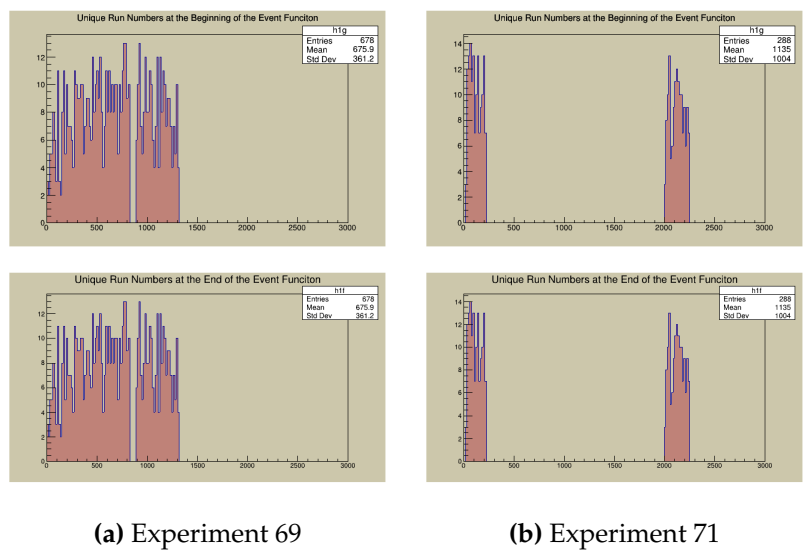 Unique Run Numbers at the Beginning of the Event Funciton
h1g
Entries 678
Mean 675.9
Std Dev 361.2
12
10
8
6
4
2
0
0 500 1000 1500 2000 2500 3000
Unique Run Numbers at the Beginning of the Event Funciton
h1g
Entries 288
Mean 1135
Std Dev 1004
14
12
10
8
6
4
2
0
0 500 1000 1500 2000 2500 3000
Unique Run Numbers at the End of the Event Funciton
h1f
Entries 678
Mean 675.9
Std Dev 361.2
12
10
8
6
4
2
0
0 500 1000 1500 2000 2500 3000
Unique Run Numbers at the End of the Event Funciton
h1f
Entries 288
Mean 1135
Std Dev 1004
14
12
10
8
6
4
2
0
0 500 1000 1500 2000 2500 3000
(a) Experiment 69
(b) Experiment 71